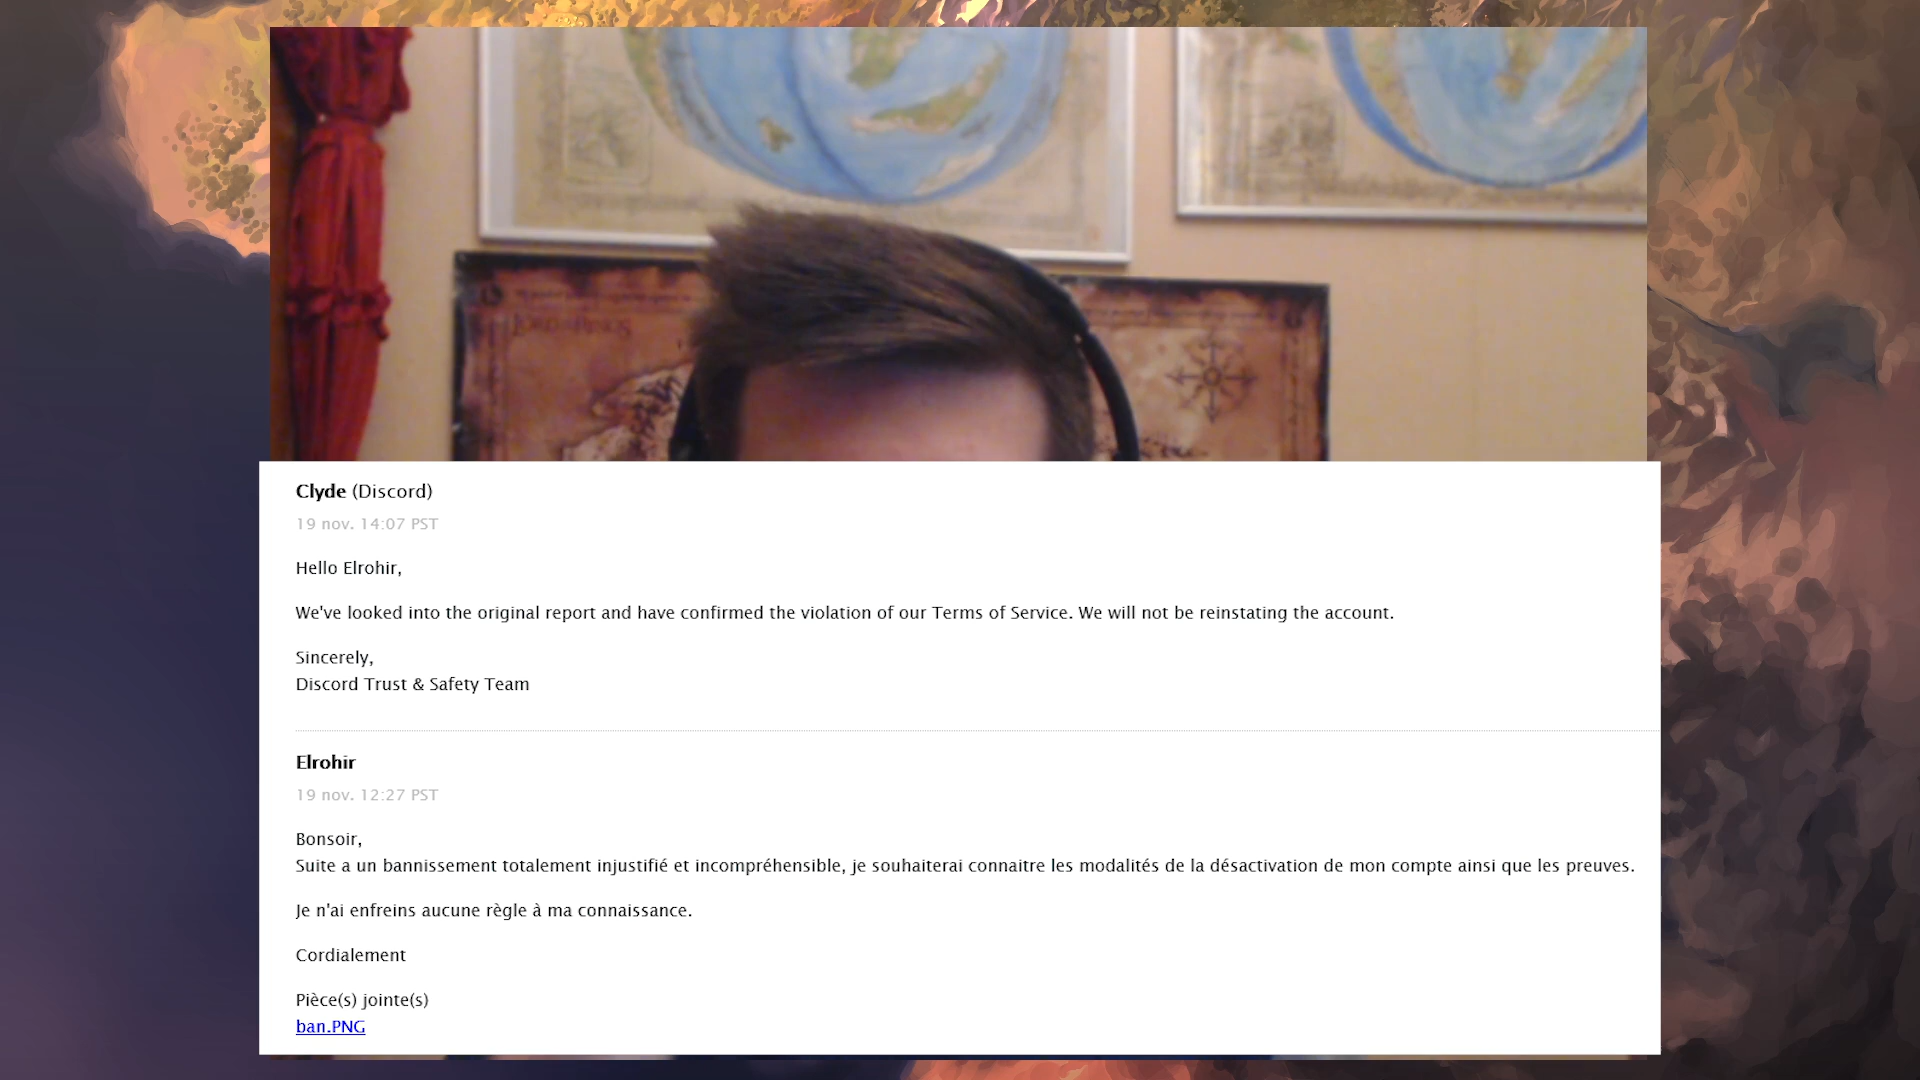 Clyde (Discord)
19 nov. 14:07 PST
Hello Elrohir,
We've looked into the original report and have confirmed the violation of our Terms of Service. We will not be reinstating the account.
Sincerely,
Discord Trust & Safety Team
Elrohir
19 nov. 12:27 PST
Bonsoir,
Suite a un bannissement totalement injustifié et incompréhensible, je souhaiterai connaitre les modalités de la désactivation de mon compte ainsi que les preuves.
Je n'ai enfreins aucune règle à ma connaissance.
Cordialement
Pièce(s) jointe(s)
ban.PNG